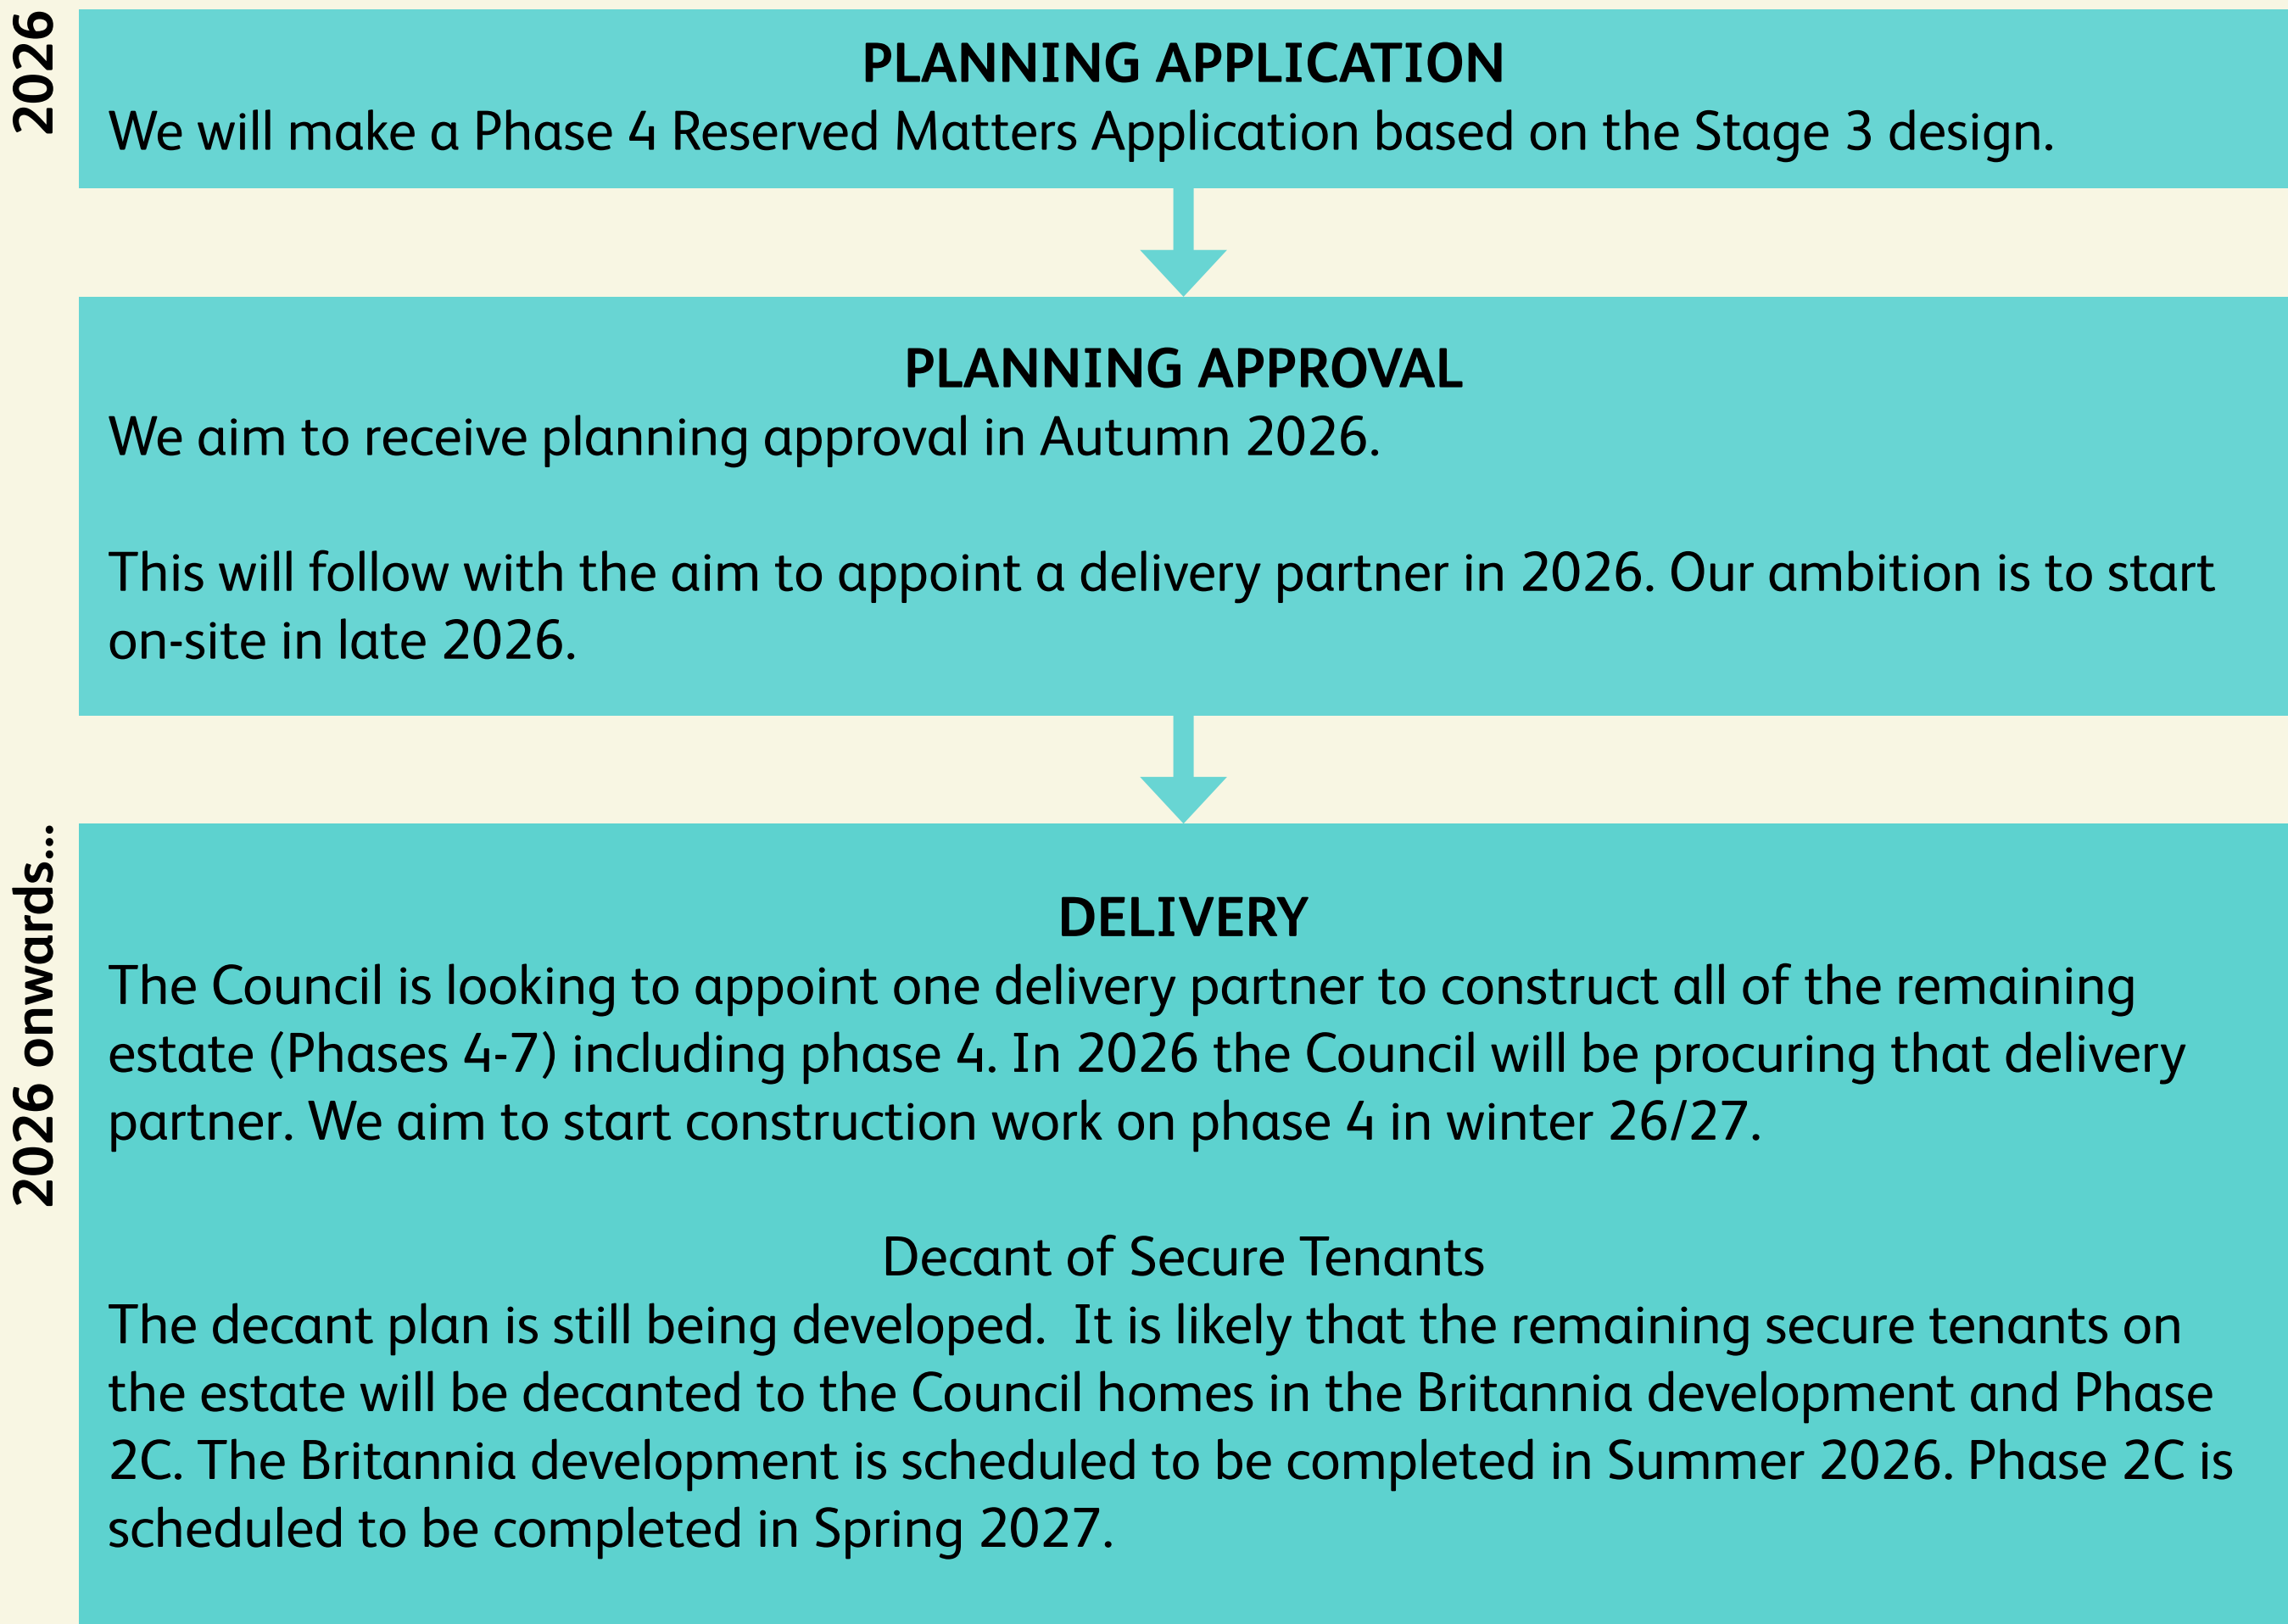 2026
PLANNING APPLICATION
We will make a Phase 4 Reserved Matters Application based on the Stage 3 design.
PLANNING APPROVAL
We aim to receive planning approval in Autumn 2026.
This will follow with the aim to appoint a delivery partner in 2026. Our ambition is to start
on-site in late 2026.
2026 onwards...
DELIVERY
The Council is looking to appoint one delivery partner to construct all of the remaining
estate (Phases 4-7) including phase 4. In 2026 the Council will be procuring that delivery
partner. We aim to start construction work on phase 4 in winter 26/27.
Decant of Secure Tenants
The decant plan is still being developed.  It is likely that the remaining secure tenants on
the estate will be decanted to the Council homes in the Britannia development and Phase
2C. The Britannia development is scheduled to be completed in Summer 2026. Phase 2C is
scheduled to be completed in Spring 2027.